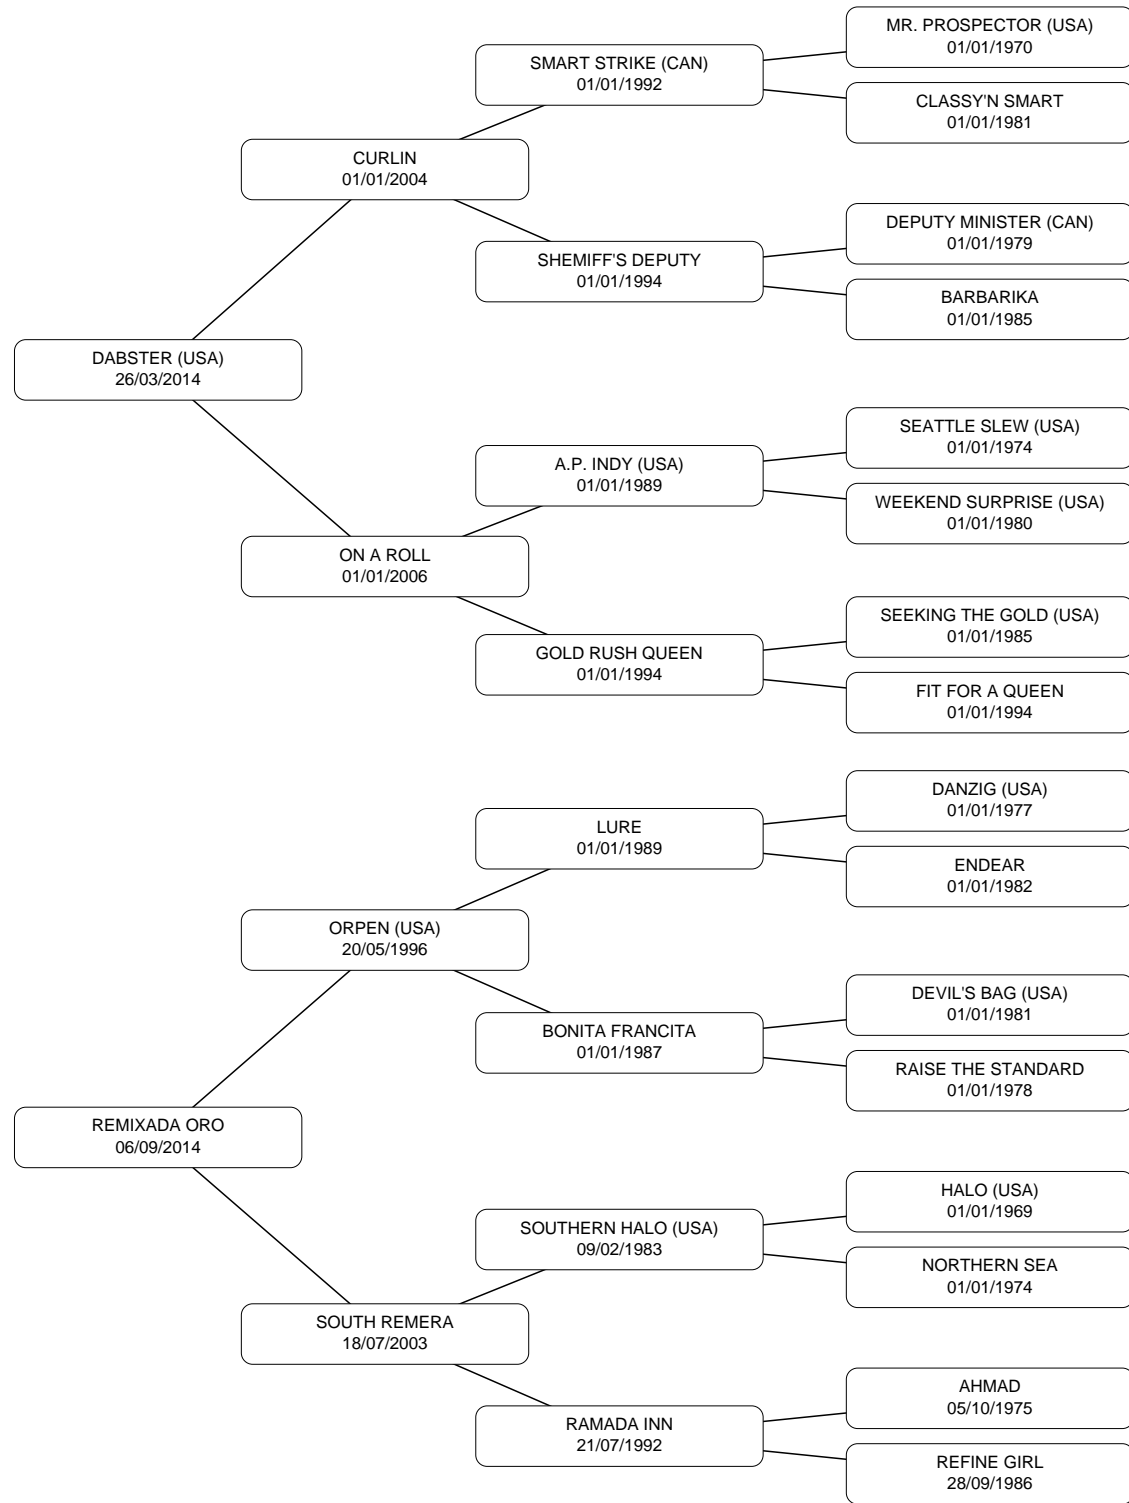 MR. PROSPECTOR (USA)
01/01/1970
SMART STRIKE (CAN)
01/01/1992
CLASSY'N SMART
01/01/1981
CURLIN
01/01/2004
DEPUTY MINISTER (CAN)
01/01/1979
SHEMIFF'S DEPUTY
01/01/1994
BARBARIKA
01/01/1985
DABSTER (USA)
26/03/2014
SEATTLE SLEW (USA)
01/01/1974
A.P. INDY (USA)
01/01/1989
WEEKEND SURPRISE (USA)
01/01/1980
ON A ROLL
01/01/2006
SEEKING THE GOLD (USA)
01/01/1985
GOLD RUSH QUEEN
01/01/1994
FIT FOR A QUEEN
01/01/1994
DANZIG (USA)
01/01/1977
LURE
01/01/1989
ENDEAR
01/01/1982
ORPEN (USA)
20/05/1996
DEVIL'S BAG (USA)
01/01/1981
BONITA FRANCITA
01/01/1987
RAISE THE STANDARD
01/01/1978
REMIXADA ORO
06/09/2014
HALO (USA)
01/01/1969
SOUTHERN HALO (USA)
09/02/1983
NORTHERN SEA
01/01/1974
SOUTH REMERA
18/07/2003
AHMAD
05/10/1975
RAMADA INN
21/07/1992
REFINE GIRL
28/09/1986